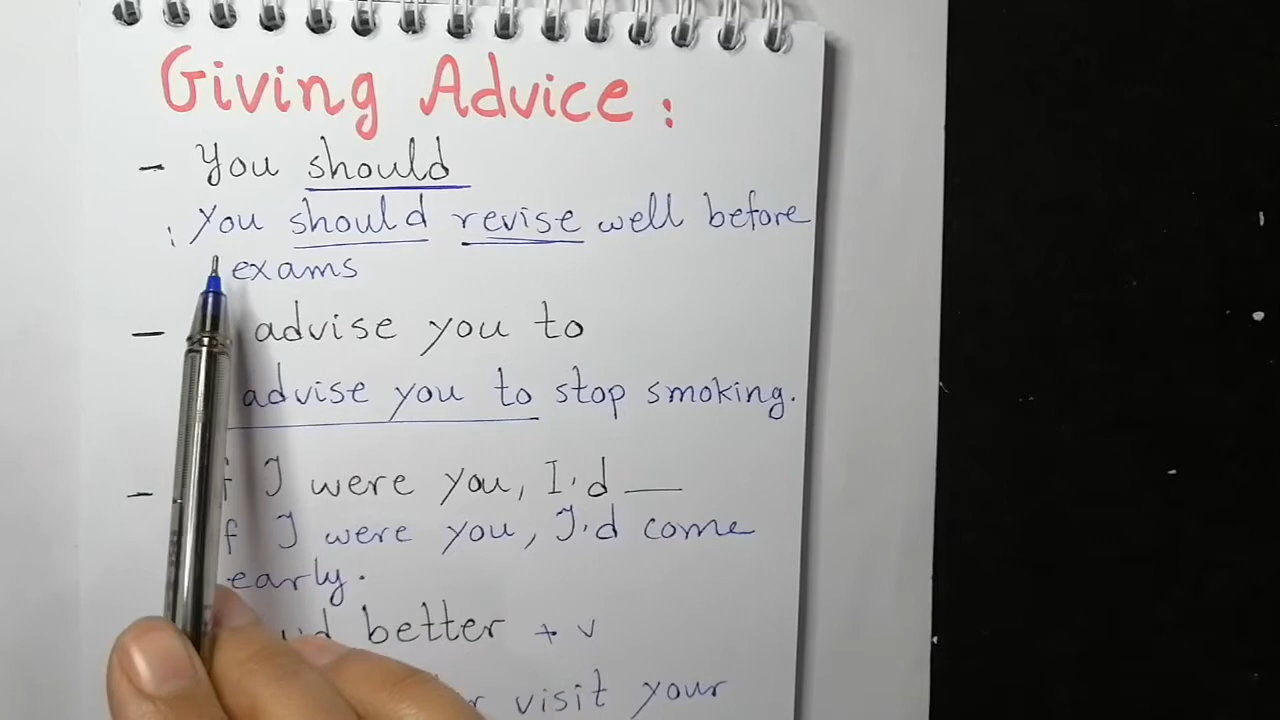 Giving Advice :
- You should
: You should revise well before
exams
- advise you to
advise you to stop smoking.
- f I were you, I'd __
f I were you, I'd come
early.
u'd better + v
r visit your